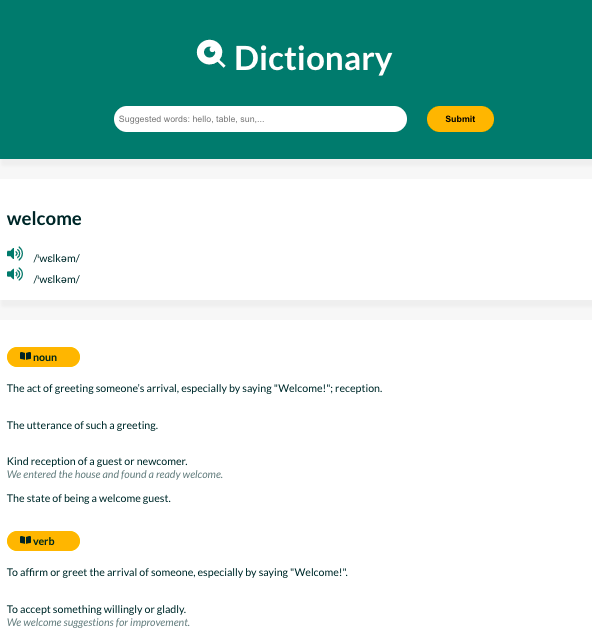 Dictionary
Suggested words: hello, table, sun,...
Submit
welcome
/ˈwɛlkəm/
/ˈwɛlkəm/
noun
The act of greeting someone’s arrival, especially by saying "Welcome!"; reception.
The utterance of such a greeting.
Kind reception of a guest or newcomer.
We entered the house and found a ready welcome.
The state of being a welcome guest.
verb
To affirm or greet the arrival of someone, especially by saying "Welcome!".
To accept something willingly or gladly.
We welcome suggestions for improvement.